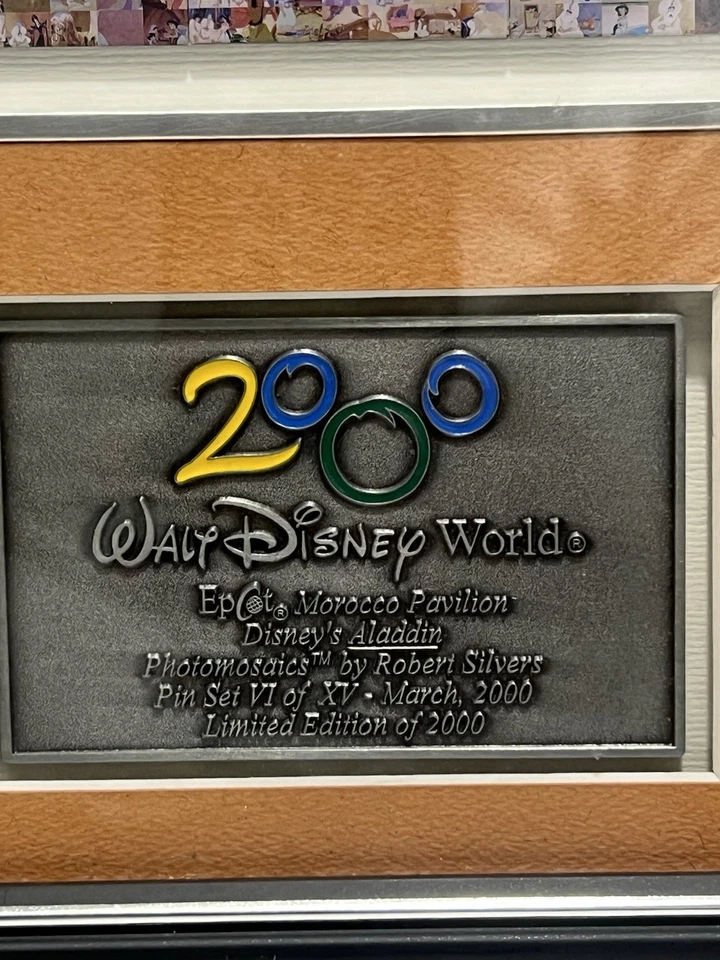 2000
Walt Disney World®
Epcot® Morocco Pavilion
Disney's Aladdin
Photomosaics™ by Robert Silvers
Pin Set VI of XV - March, 2000
Limited Edition of 2000